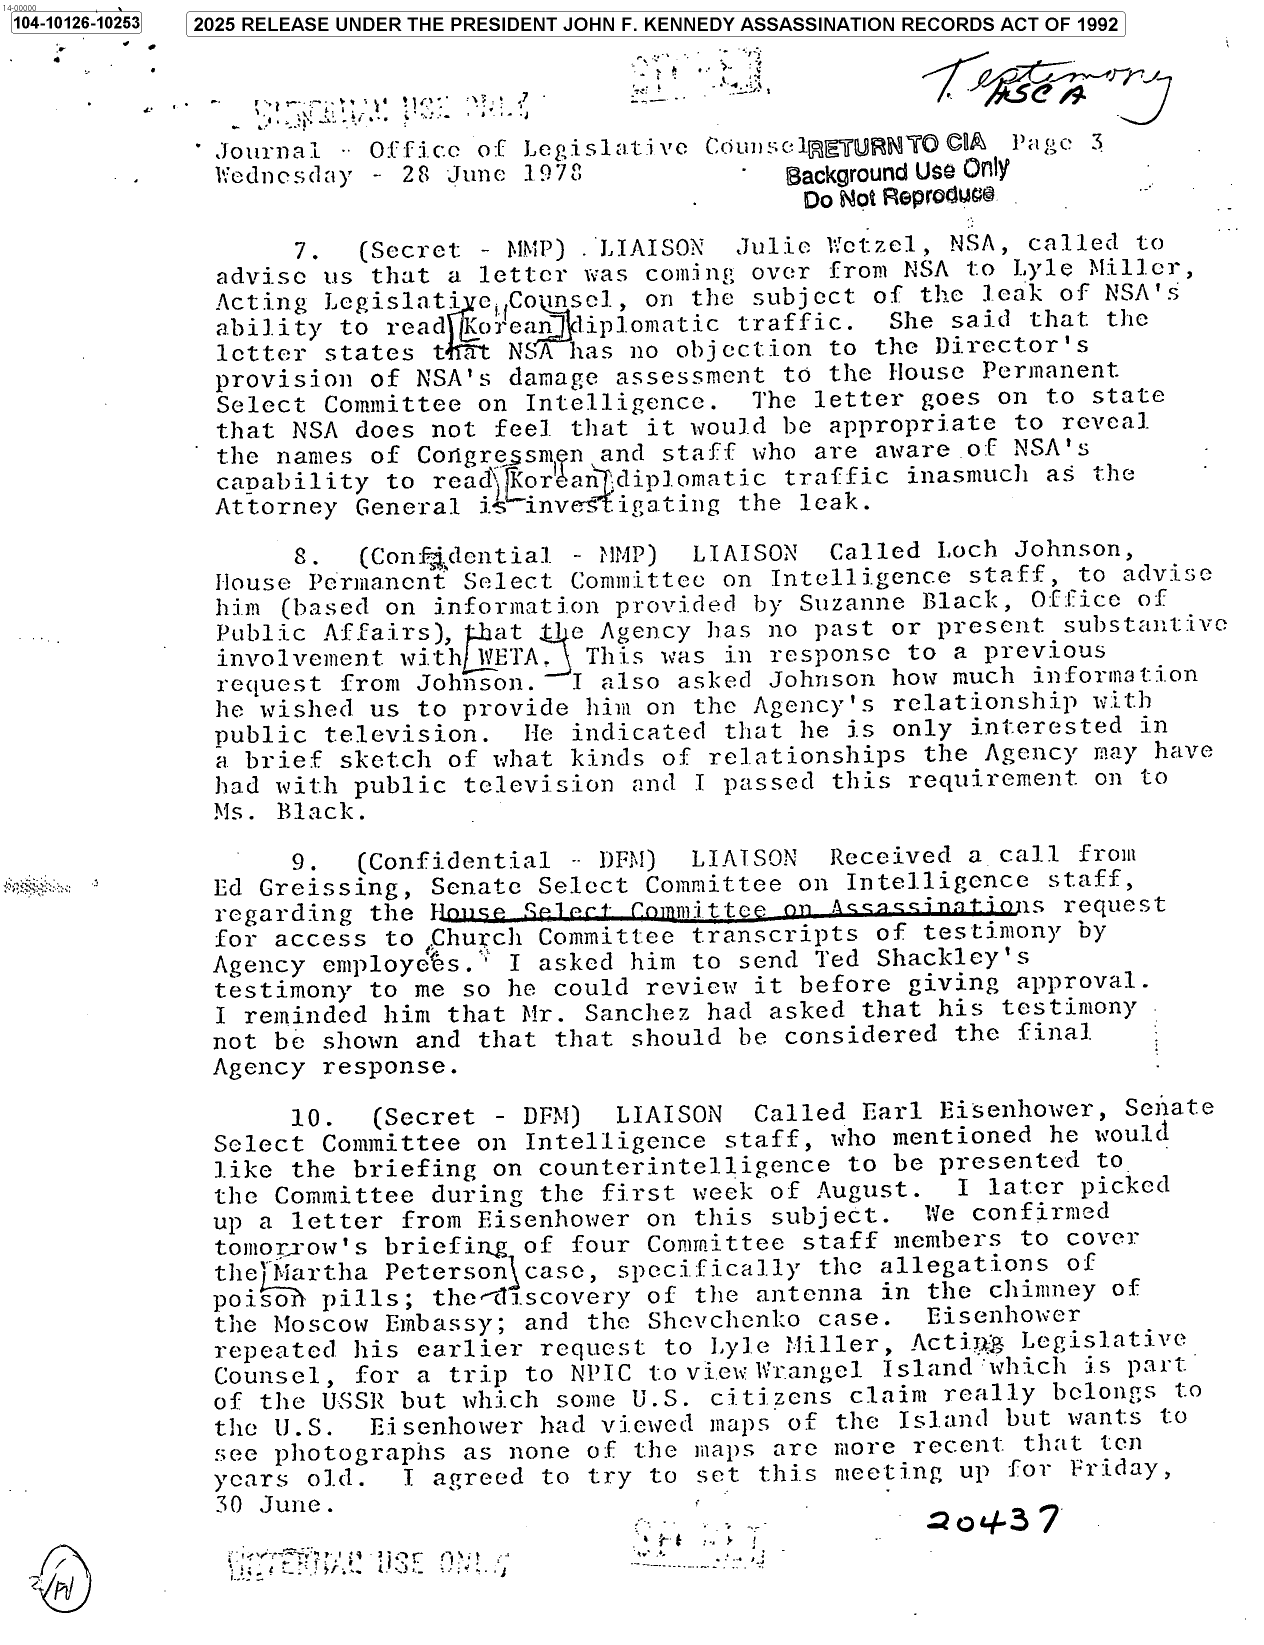 14-00000
104-10126-10253
2025 RELEASE UNDER THE PRESIDENT JOHN F. KENNEDY ASSASSINATION RECORDS ACT OF 1992
Testimony
HSCA
INTERNAL USE ONLY
SECRET
Journal - Office of Legislative Counsel Page 3
RETURN TO CIA
Background Use Only
Do Not Reproduce
Wednesday - 28 June 1978
7. (Secret - MMP) LIAISON Julie Wetzel, NSA, called to
advise us that a letter was coming over from NSA to Lyle Miller,
Acting Legislative Counsel, on the subject of the leak of NSA's
ability to read [Korean] diplomatic traffic. She said that the
letter states that NSA has no objection to the Director's
provision of NSA's damage assessment to the House Permanent
Select Committee on Intelligence. The letter goes on to state
that NSA does not feel that it would be appropriate to reveal
the names of Congressmen and staff who are aware of NSA's
capability to read [Korean] diplomatic traffic inasmuch as the
Attorney General is investigating the leak.
8. (Confidential - MMP) LIAISON Called Loch Johnson,
House Permanent Select Committee on Intelligence staff, to advise
him (based on information provided by Suzanne Black, Office of
Public Affairs), that the Agency has no past or present substantive
involvement with [WETA.] This was in response to a previous
request from Johnson. I also asked Johnson how much information
he wished us to provide him on the Agency's relationship with
public television. He indicated that he is only interested in
a brief sketch of what kinds of relationships the Agency may have
had with public television and I passed this requirement on to
Ms. Black.
9. (Confidential - DFM) LIAISON Received a call from
Ed Greissing, Senate Select Committee on Intelligence staff,
regarding the House Select Committee on Assassinations request
for access to Church Committee transcripts of testimony by
Agency employees. I asked him to send Ted Shackley's
testimony to me so he could review it before giving approval.
I reminded him that Mr. Sanchez had asked that his testimony
not be shown and that that should be considered the final
Agency response.
10. (Secret - DFM) LIAISON Called Earl Eisenhower, Senate
Select Committee on Intelligence staff, who mentioned he would
like the briefing on counterintelligence to be presented to
the Committee during the first week of August. I later picked
up a letter from Eisenhower on this subject. We confirmed
tomorrow's briefing of four Committee staff members to cover
the [Martha Peterson] case, specifically the allegations of
poison pills; the discovery of the antenna in the chimney of
the Moscow Embassy; and the Shevchenko case. Eisenhower
repeated his earlier request to Lyle Miller, Acting Legislative
Counsel, for a trip to NPIC to view Wrangel Island which is part
of the USSR but which some U.S. citizens claim really belongs to
the U.S. Eisenhower had viewed maps of the Island but wants to
see photographs as none of the maps are more recent that ten
years old. I agreed to try to set this meeting up for Friday,
30 June.
20437
INTERNAL USE ONLY
SECRET